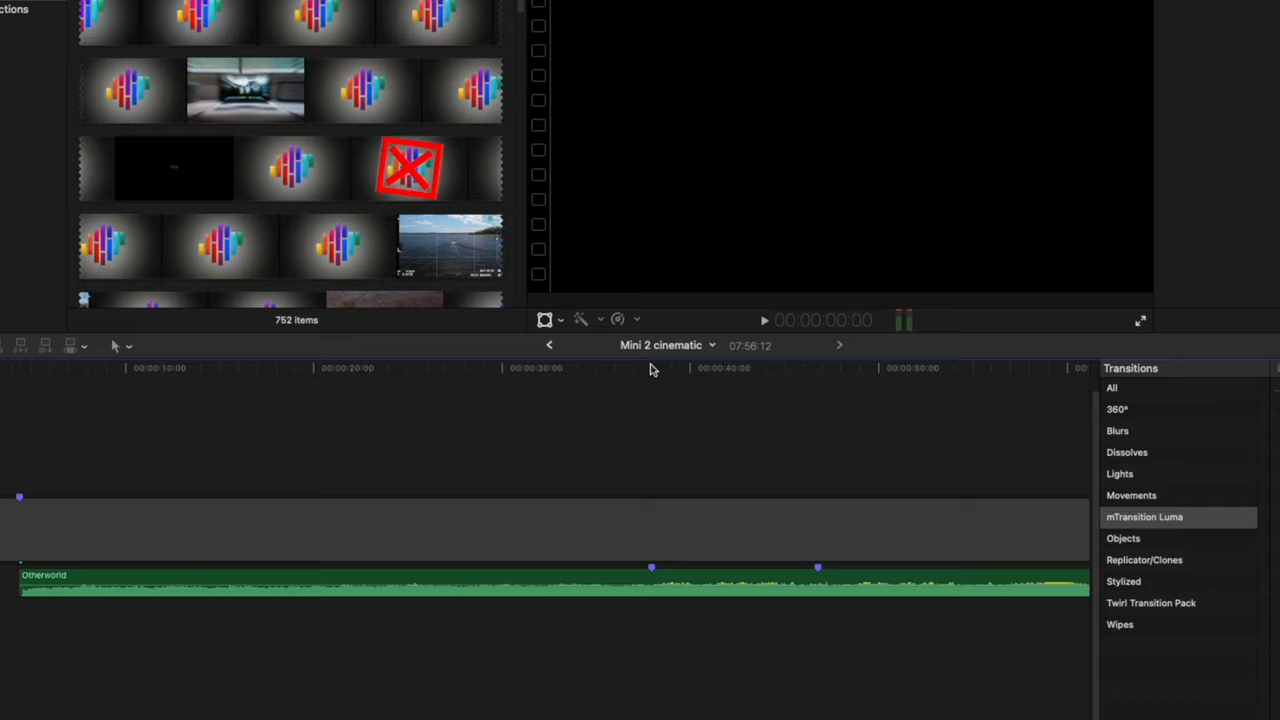 ctions
752 items
00:00:00:00
Mini 2 cinematic
07:56:12
00:00:10:00
00:00:20:00
00:00:30:00
00:00:40:00
00:00:50:00
00:
Transitions
All
360°
Blurs
Dissolves
Lights
Movements
mTransition Luma
Objects
Replicator/Clones
Stylized
Twirl Transition Pack
Wipes
Otherworld